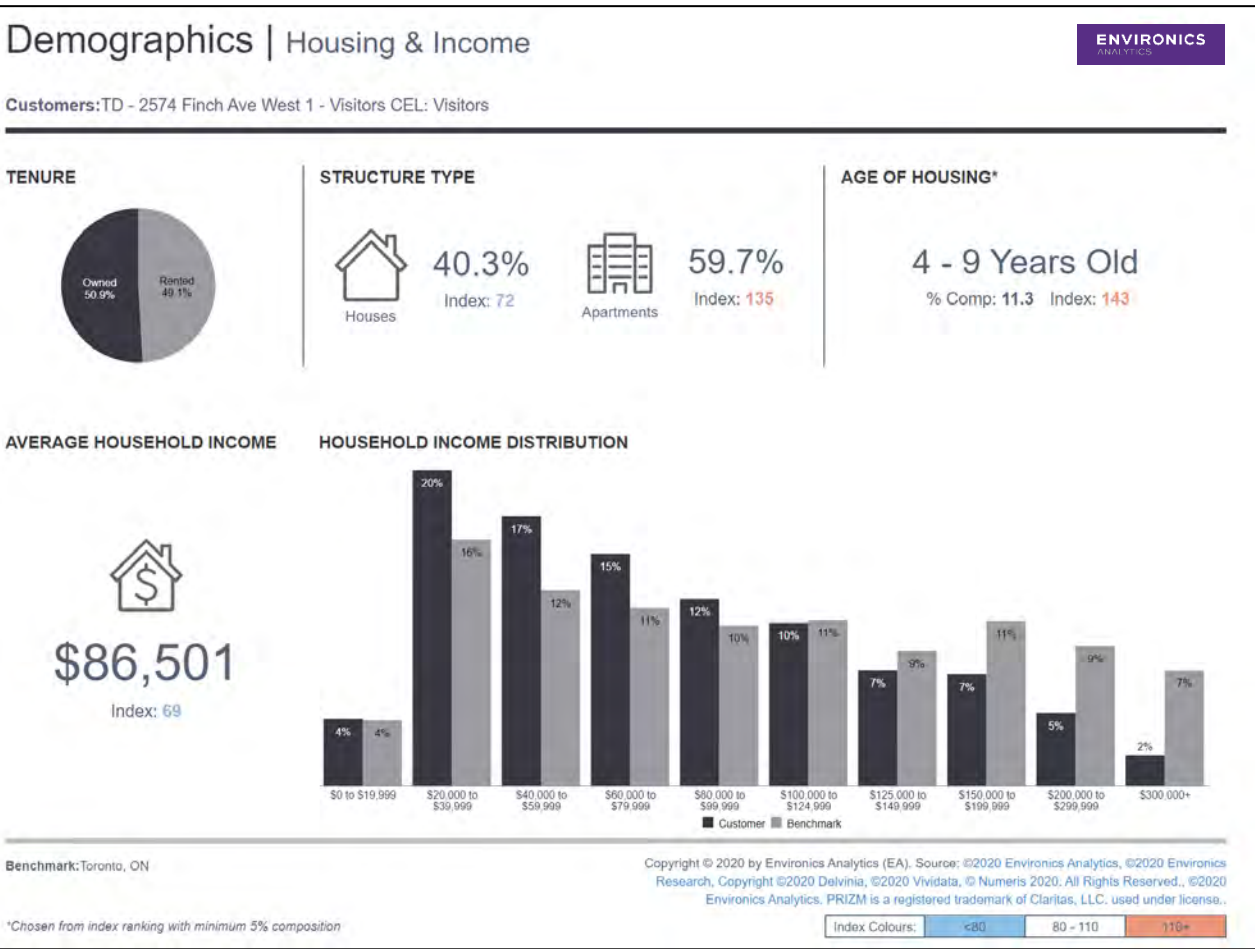 Demographics | Housing & Income
ENVIRONICS
ANALYTICS
Customers:TD - 2574 Finch Ave West 1 - Visitors CEL: Visitors
TENURE
STRUCTURE TYPE
AGE OF HOUSING*
Owned
50.9%
Rented
49.1%
Houses
40.3%
Index: 72
Apartments
59.7%
Index: 135
4 - 9 Years Old
% Comp: 11.3 Index: 143
AVERAGE HOUSEHOLD INCOME
$86,501
Index: 69
HOUSEHOLD INCOME DISTRIBUTION
4%
4%
20%
16%
17%
12%
15%
11%
12%
10%
10%
11%
7%
9%
7%
11%
5%
9%
2%
7%
$0 to $19,999
$20,000 to
$39,999
$40,000 to
$59,999
$60,000 to
$79,999
$80,000 to
$99,999
$100,000 to
$124,999
$125,000 to
$149,999
$150,000 to
$199,999
$200,000 to
$299,999
$300,000+
Customer Benchmark
Benchmark:Toronto, ON
Copyright © 2020 by Environics Analytics (EA). Source: ©2020 Environics Analytics, ©2020 Environics
Research, Copyright ©2020 Delvinia, ©2020 Vividata, © Numeris 2020. All Rights Reserved., ©2020
Environics Analytics. PRIZM is a registered trademark of Claritas, LLC. used under license..
*Chosen from index ranking with minimum 5% composition
Index Colours: <80 80 - 110 110+